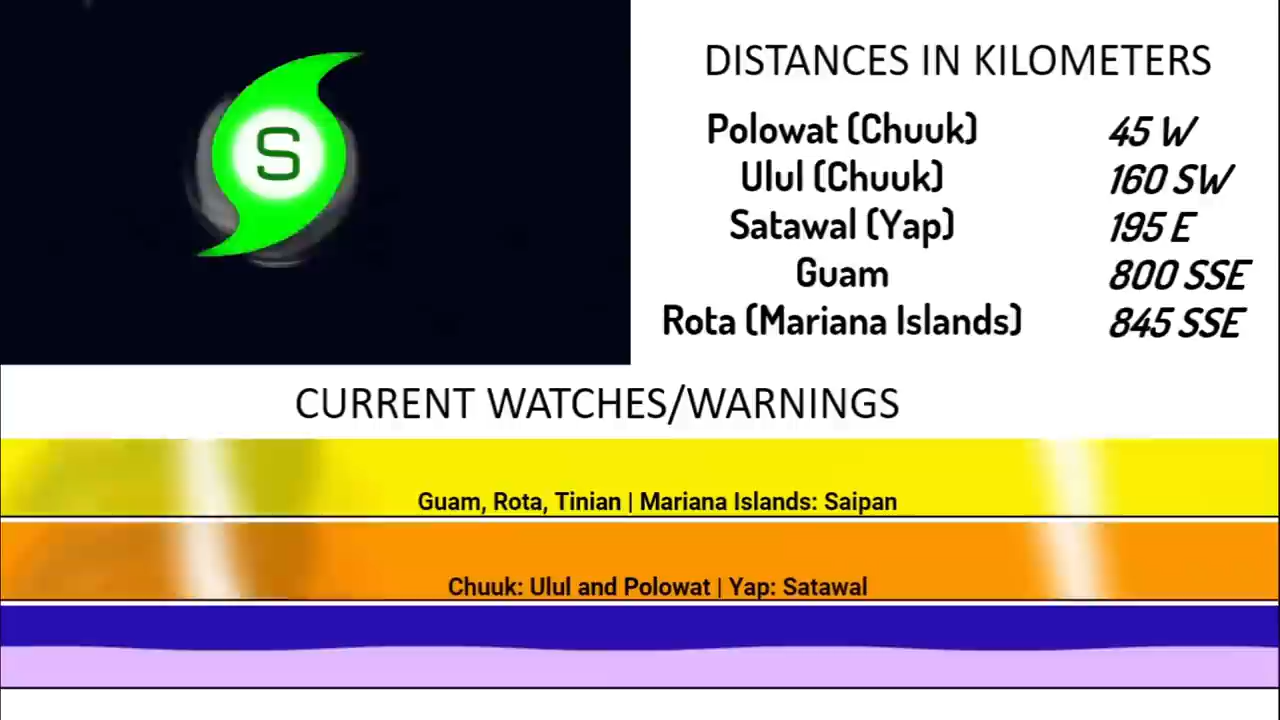 S
DISTANCES IN KILOMETERS
Polowat (Chuuk) 45 W
Ulul (Chuuk) 160 SW
Satawal (Yap) 195 E
Guam 800 SSE
Rota (Mariana Islands) 845 SSE
CURRENT WATCHES/WARNINGS
Guam, Rota, Tinian | Mariana Islands: Saipan
Chuuk: Ulul and Polowat | Yap: Satawal